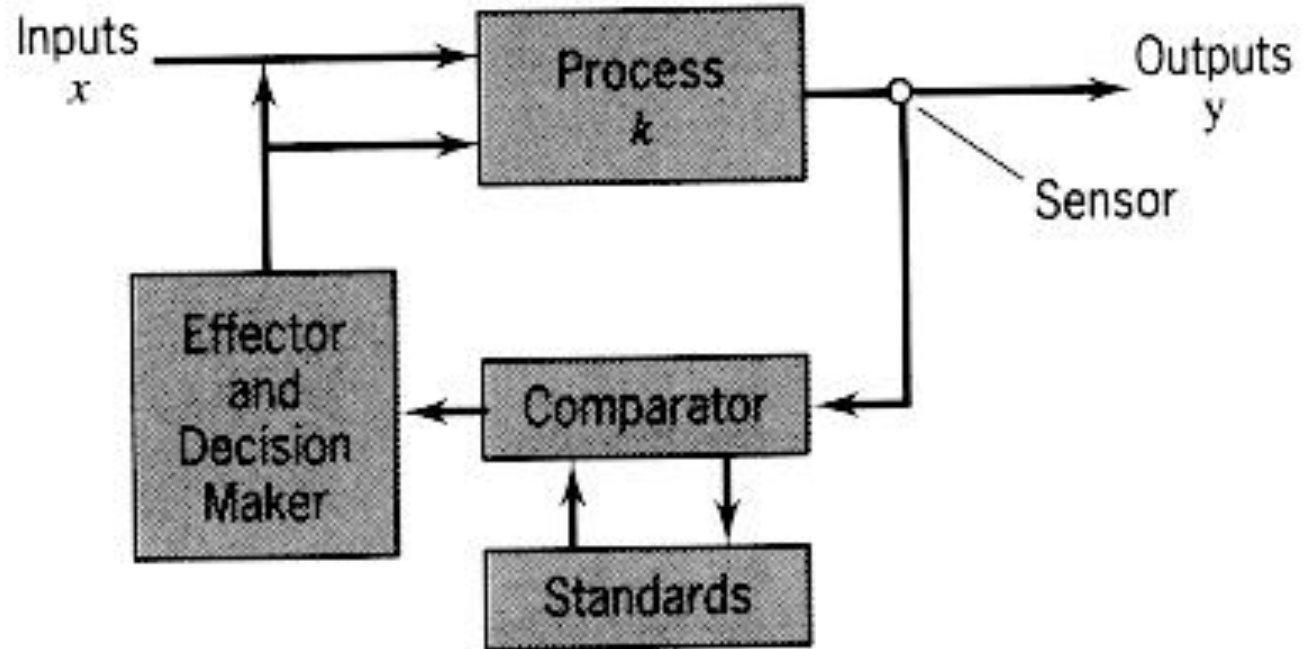 Inputs
x
Process
k
Outputs
y
Sensor
Effector
and
Decision
Maker
Comparator
Standards